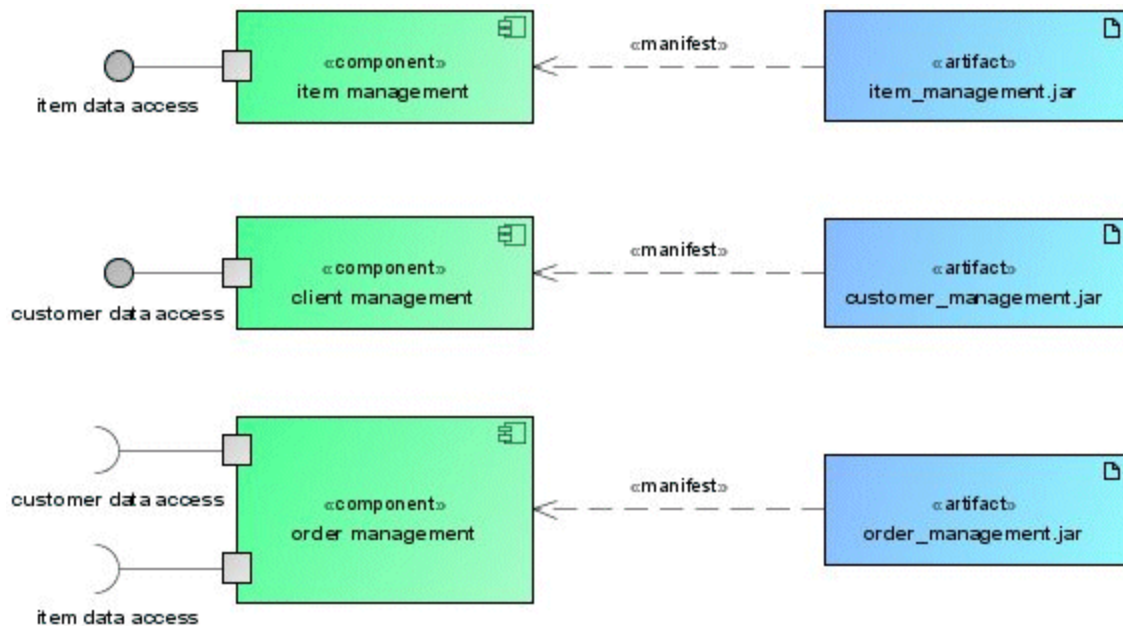 «component»
item management
«manifest»
«artifact»
item_management.jar
item data access
«component»
client management
«manifest»
«artifact»
customer_management.jar
customer data access
customer data access
«component»
order management
«manifest»
«artifact»
order_management.jar
item data access